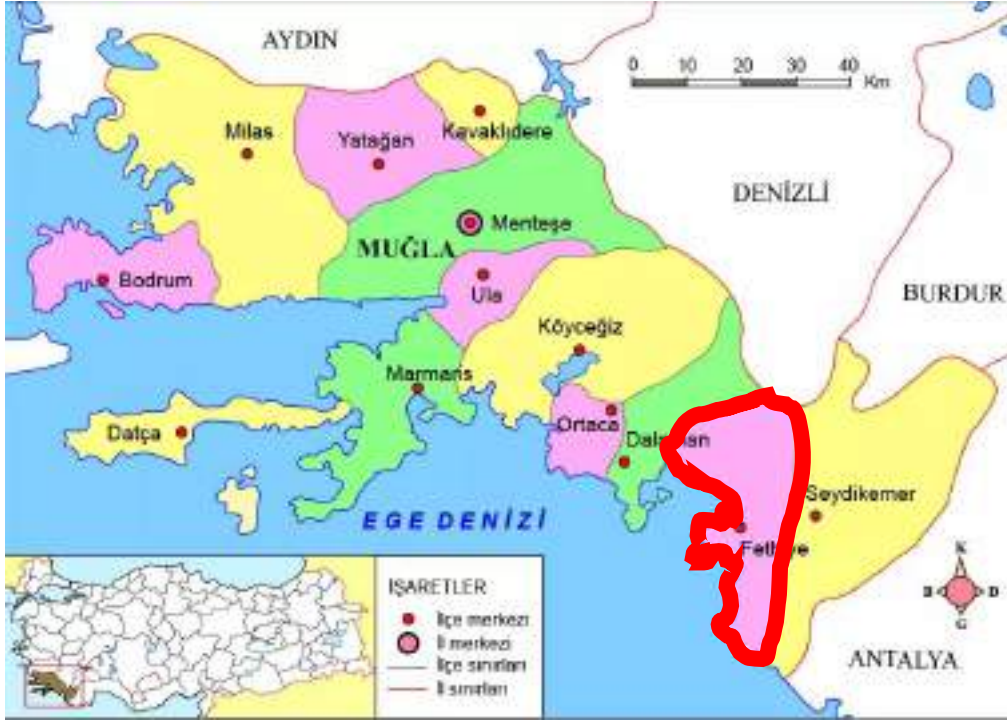 AYDIN
0 10 20 30 40
Km
Milas
Yatağan
Kavaklıdere
DENİZLİ
Menteşe
MUĞLA
Bodrum
Ula
BURDUR
Köyceğiz
Marmaris
Ortaca
Datça
Seydikemer
EGE DENİZİ
K
B D
G
ANTALYA
İŞARETLER
İlçe merkezi
İl merkezi
İlçe sınırları
İl sınırları